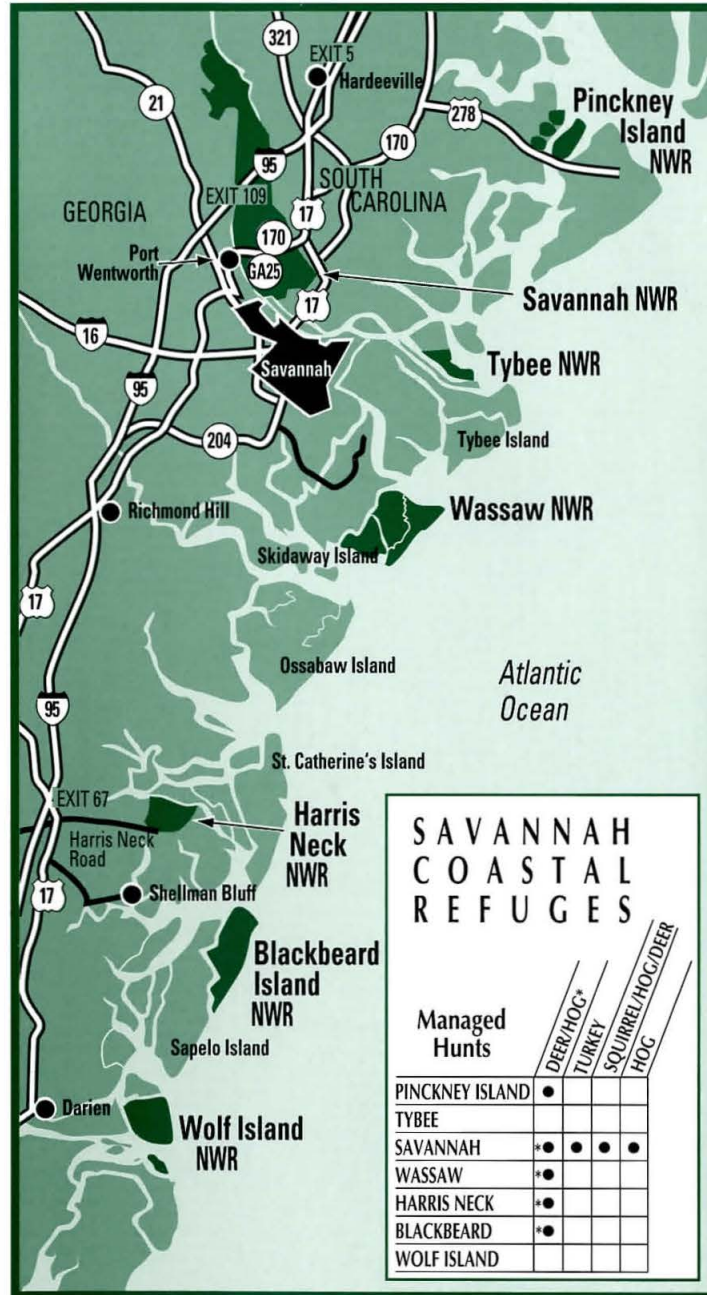 321
EXIT 5
Hardeeville
21
Pinckney
Island
NWR
278
170
95
SOUTH
CAROLINA
EXIT 109
17
GEORGIA
170
Port
Wentworth
GA25
Savannah NWR
17
16
Tybee NWR
Savannah
95
204
Tybee Island
Richmond Hill
Wassaw NWR
Skidaway Island
17
Ossabaw Island
Atlantic
Ocean
95
St. Catherine's Island
EXIT 67
Harris
Neck
NWR
Harris Neck
Road
17
Shellman Bluff
Blackbeard
Island
NWR
Sapelo Island
Darien
Wolf Island
NWR
SAVANNAH
COASTAL
REFUGES
Managed
Hunts
DEER/HOG*
TURKEY
SQUIRREL/HOG/DEER
HOG
PINCKNEY ISLAND ●
TYBEE
SAVANNAH *● ● ● ●
WASSAW *●
HARRIS NECK *●
BLACKBEARD *●
WOLF ISLAND